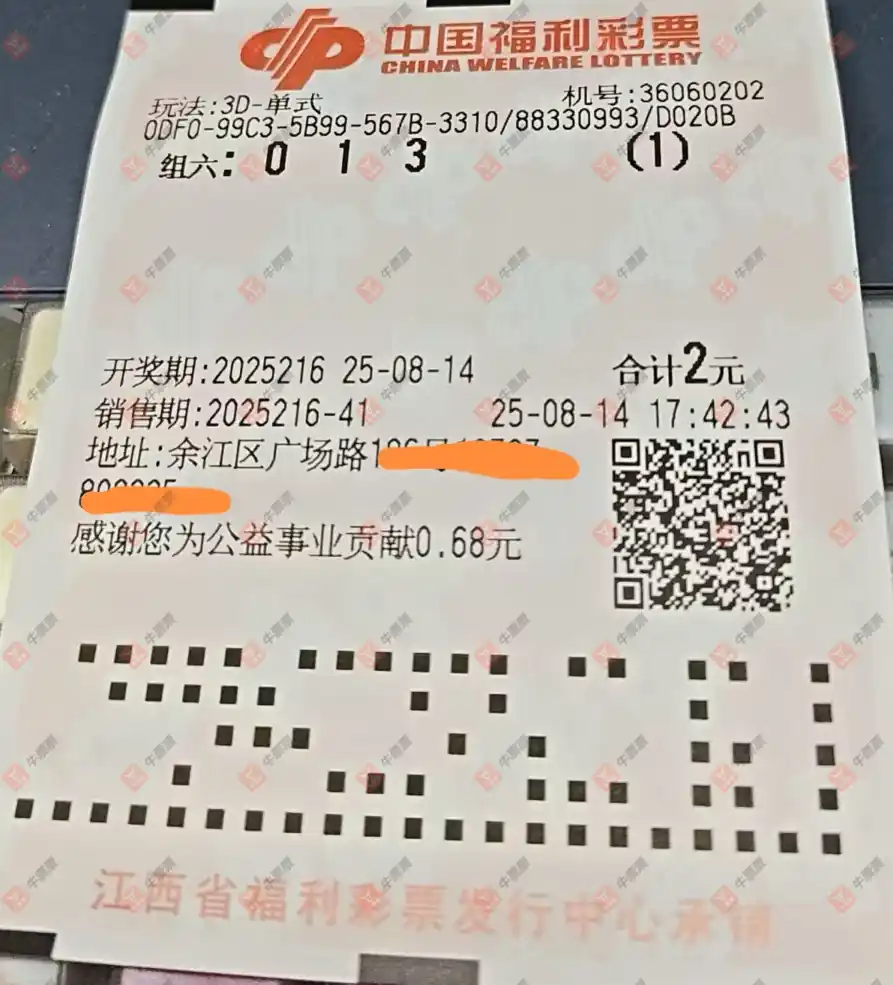 中国福利彩票
CHINA WELFARE LOTTERY
玩法:3D-单式 机号:36060202
0DF0-99C3-5B99-567B-3310/88330993/D020B
组六: 0 1 3 (1)
开奖期:2025216 25-08-14 合计2元
销售期:2025216-41 25-08-14 17:42:43
地址:余江区广场路
感谢您为公益事业贡献0.68元
江西省福利彩票发行中心承销
牛票票